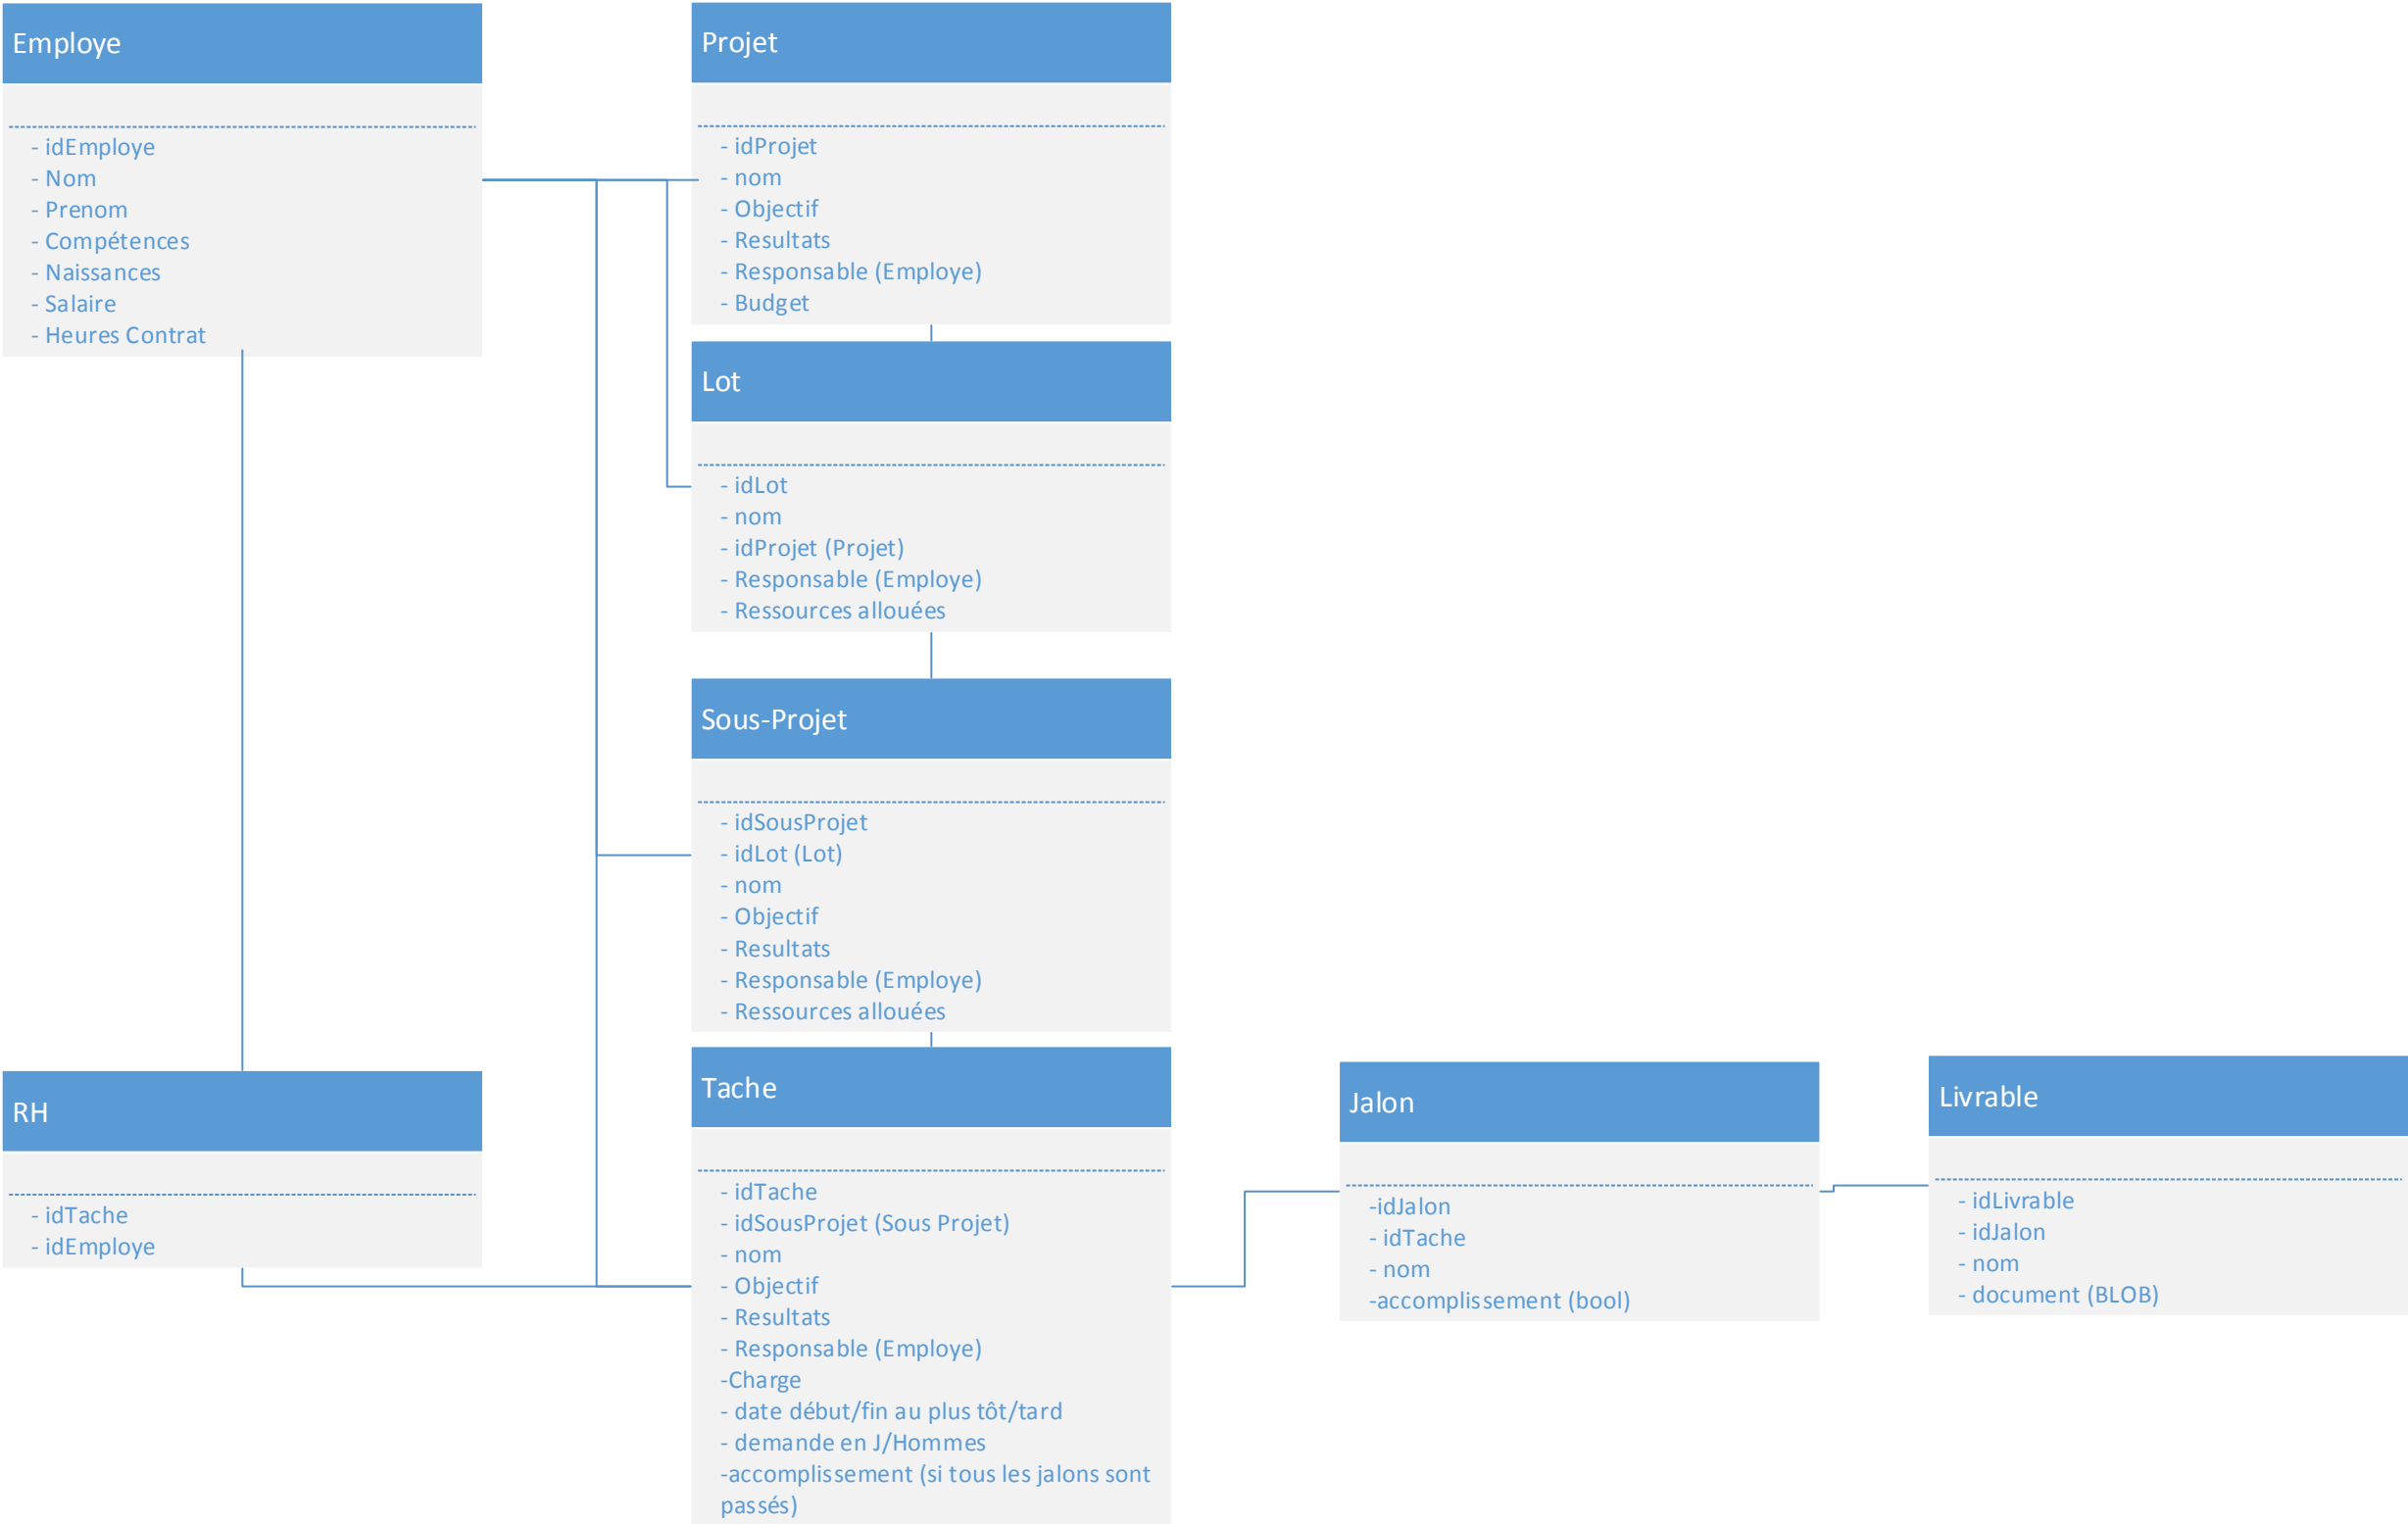 Employe
- idEmploye
- Nom
- Prenom
- Compétences
- Naissances
- Salaire
- Heures Contrat
Projet
- idProjet
- nom
- Objectif
- Resultats
- Responsable (Employe)
- Budget
Lot
- idLot
- nom
- idProjet (Projet)
- Responsable (Employe)
- Ressources allouées
Sous-Projet
- idSousProjet
- idLot (Lot)
- nom
- Objectif
- Resultats
- Responsable (Employe)
- Ressources allouées
RH
- idTache
- idEmploye
Tache
- idTache
- idSousProjet (Sous Projet)
- nom
- Objectif
- Resultats
- Responsable (Employe)
-Charge
- date début/fin au plus tôt/tard
- demande en J/Hommes
-accomplissement (si tous les jalons sont
passés)
Jalon
-idJalon
- idTache
- nom
-accomplissement (bool)
Livrable
- idLivrable
- idJalon
- nom
- document (BLOB)